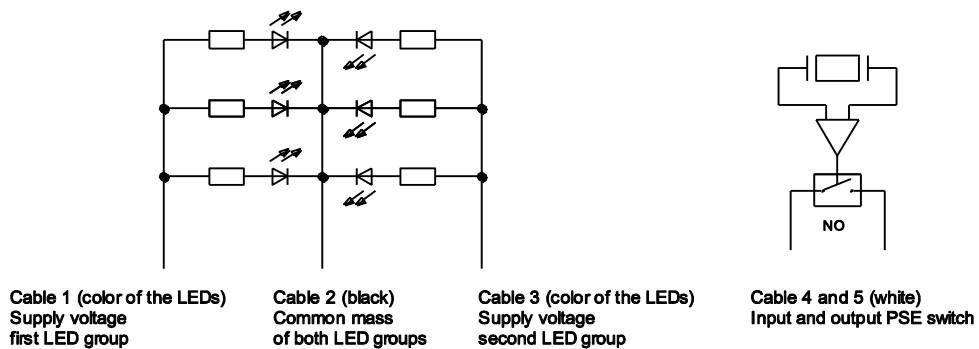 NO
Cable 1 (color of the LEDs)
Supply voltage
first LED group
Cable 2 (black)
Common mass
of both LED groups
Cable 3 (color of the LEDs)
Supply voltage
second LED group
Cable 4 and 5 (white)
Input and output PSE switch